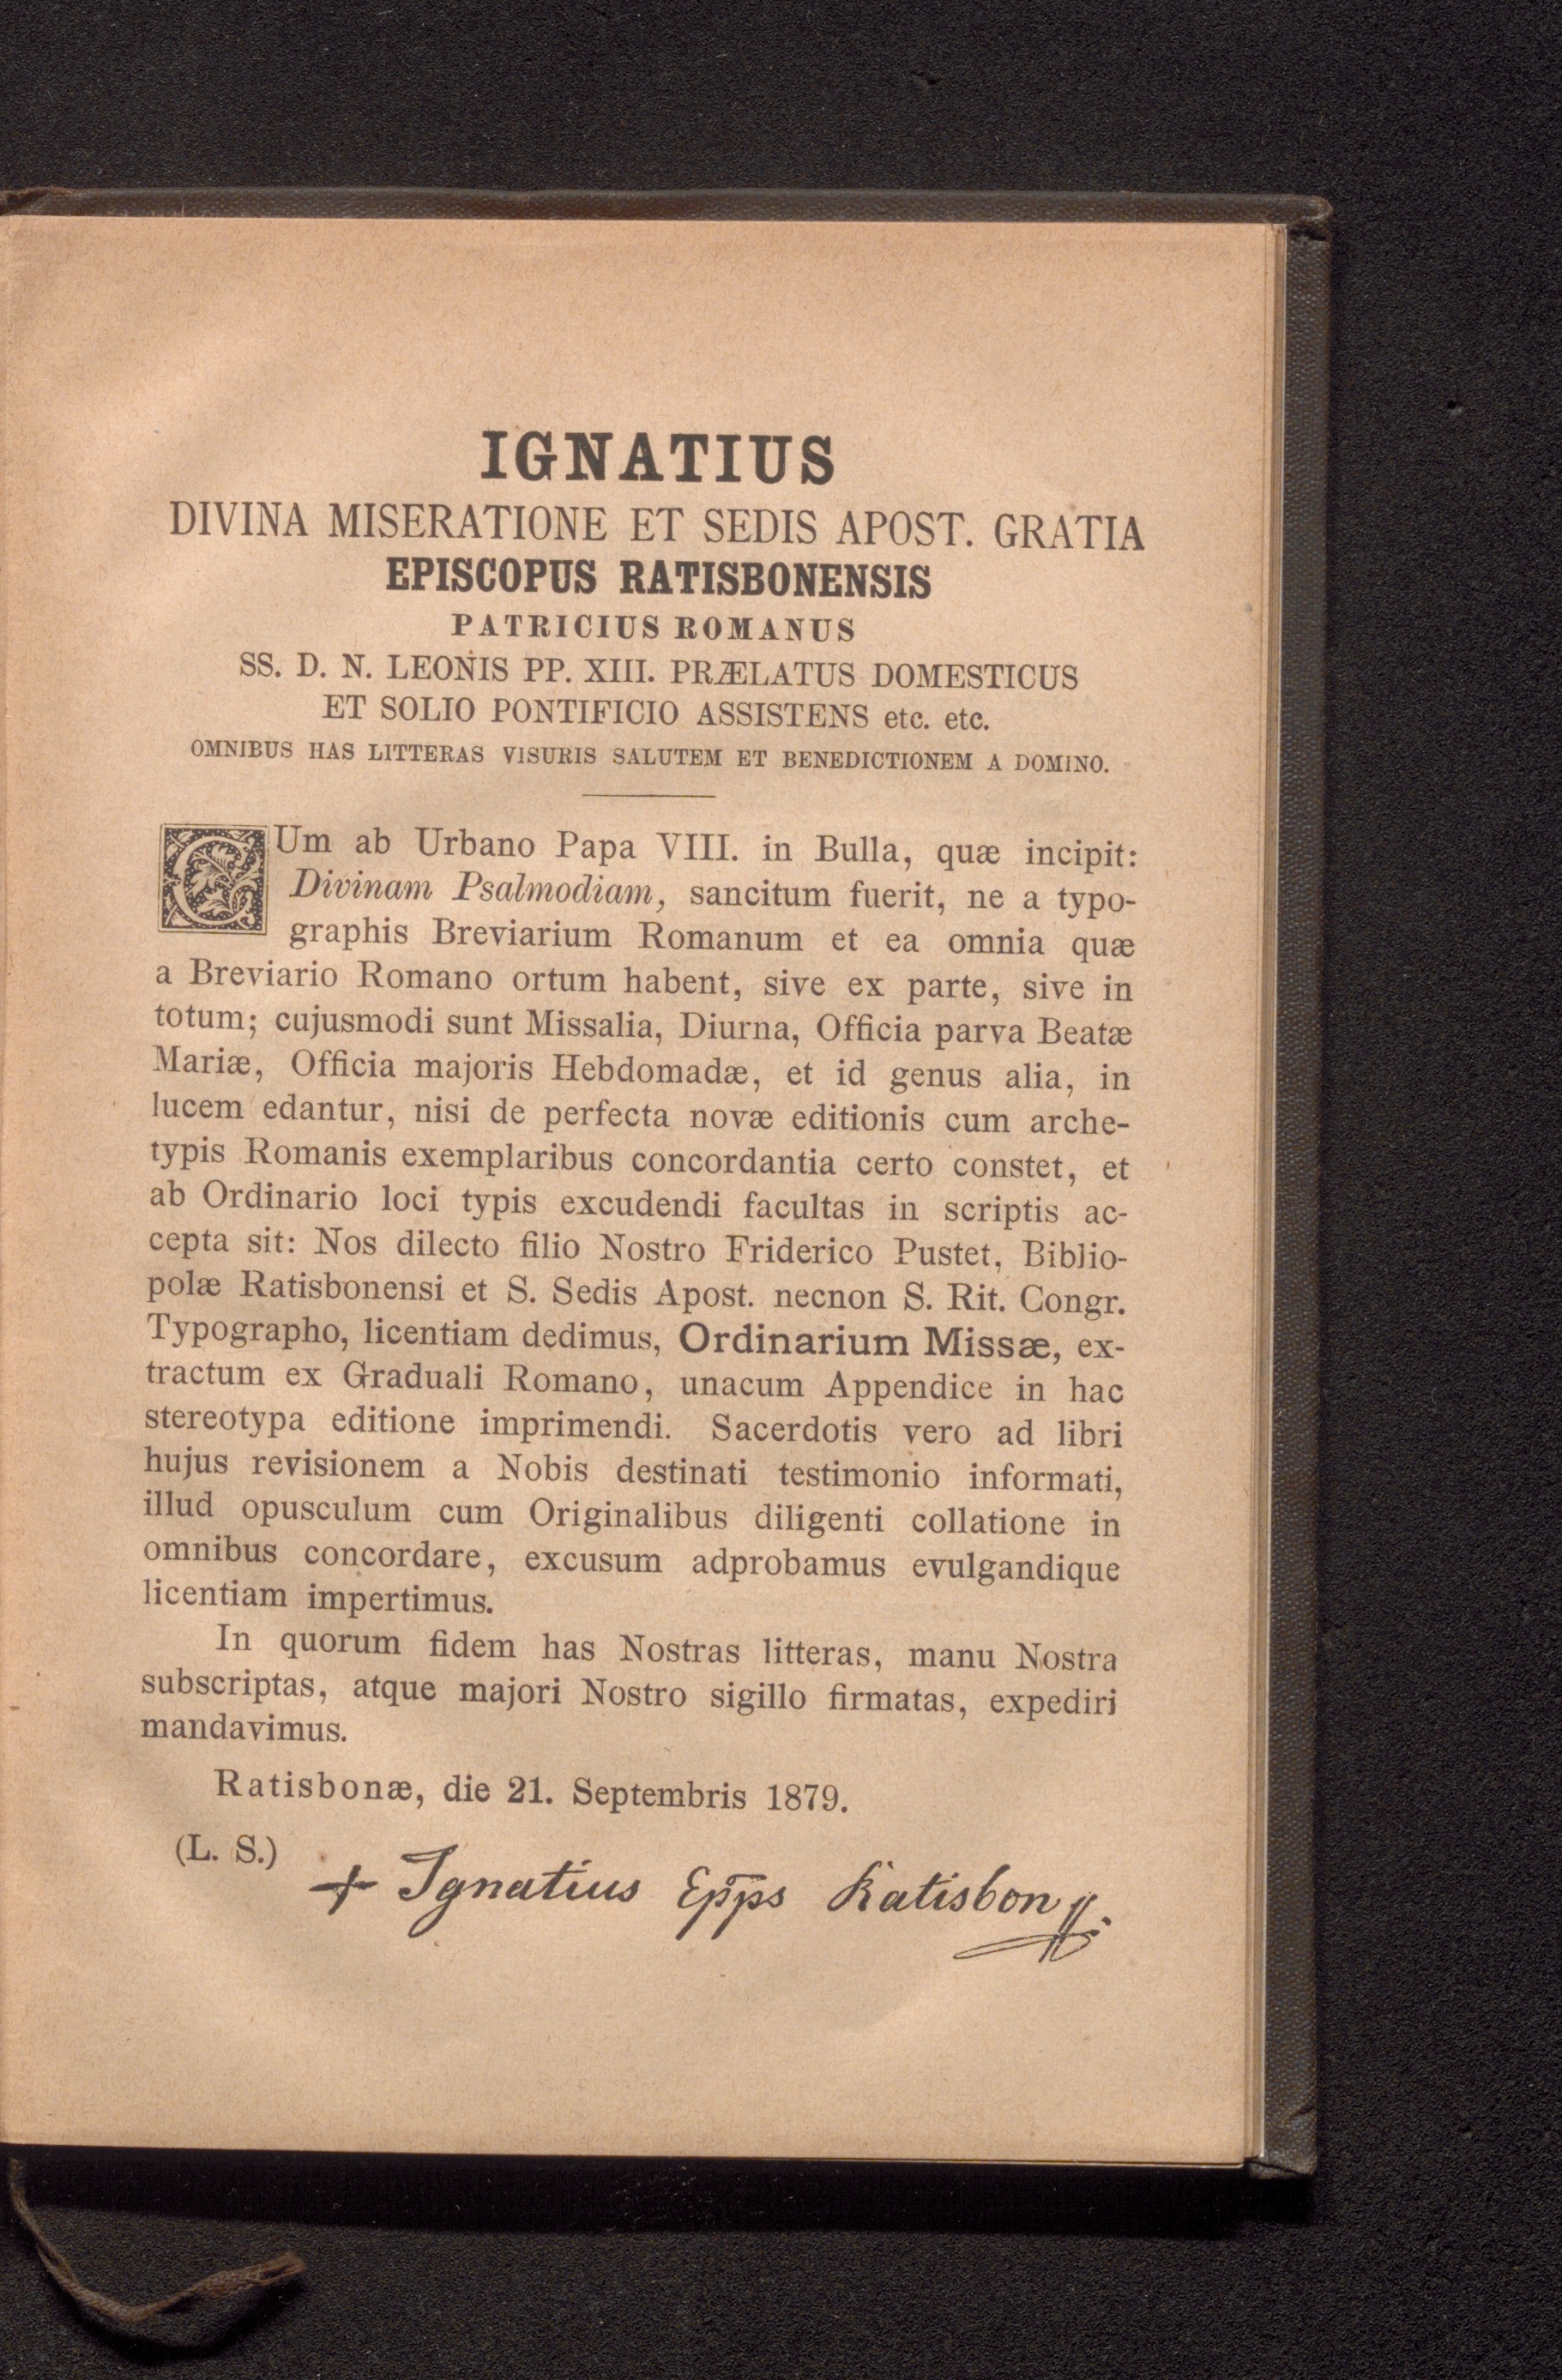 IGNATIUS
DIVINA MISERATIONE ET SEDIS APOST. GRATIA
EPISCOPUS RATISBONENSIS
PATRICIUS ROMANUS
SS. D. N. LEONIS PP. XIII. PRÆLATUS DOMESTICUS
ET SOLIO PONTIFICIO ASSISTENS etc. etc.
OMNIBUS HAS LITTERAS VISURIS SALUTEM ET BENEDICTIONEM A DOMINO.
CUm ab Urbano Papa VIII. in Bulla, quæ incipit:
Divinam Psalmodiam, sancitum fuerit, ne a typo-
graphis Breviarium Romanum et ea omnia quæ
a Breviario Romano ortum habent, sive ex parte, sive in
totum; cujusmodi sunt Missalia, Diurna, Officia parva Beatæ
Mariæ, Officia majoris Hebdomadæ, et id genus alia, in
lucem edantur, nisi de perfecta novæ editionis cum arche-
typis Romanis exemplaribus concordantia certo constet, et
ab Ordinario loci typis excudendi facultas in scriptis ac-
cepta sit: Nos dilecto filio Nostro Friderico Pustet, Biblio-
polæ Ratisbonensi et S. Sedis Apost. necnon S. Rit. Congr.
Typographo, licentiam dedimus, Ordinarium Missæ, ex-
tractum ex Graduali Romano, unacum Appendice in hac
stereotypa editione imprimendi. Sacerdotis vero ad libri
hujus revisionem a Nobis destinati testimonio informati,
illud opusculum cum Originalibus diligenti collatione in
omnibus concordare, excusum adprobamus evulgandique
licentiam impertimus.
In quorum fidem has Nostras litteras, manu Nostra
subscriptas, atque majori Nostro sigillo firmatas, expediri
mandavimus.
Ratisbonæ, die 21. Septembris 1879.
(L. S.)
+ Ignatius Epps Ratisbon